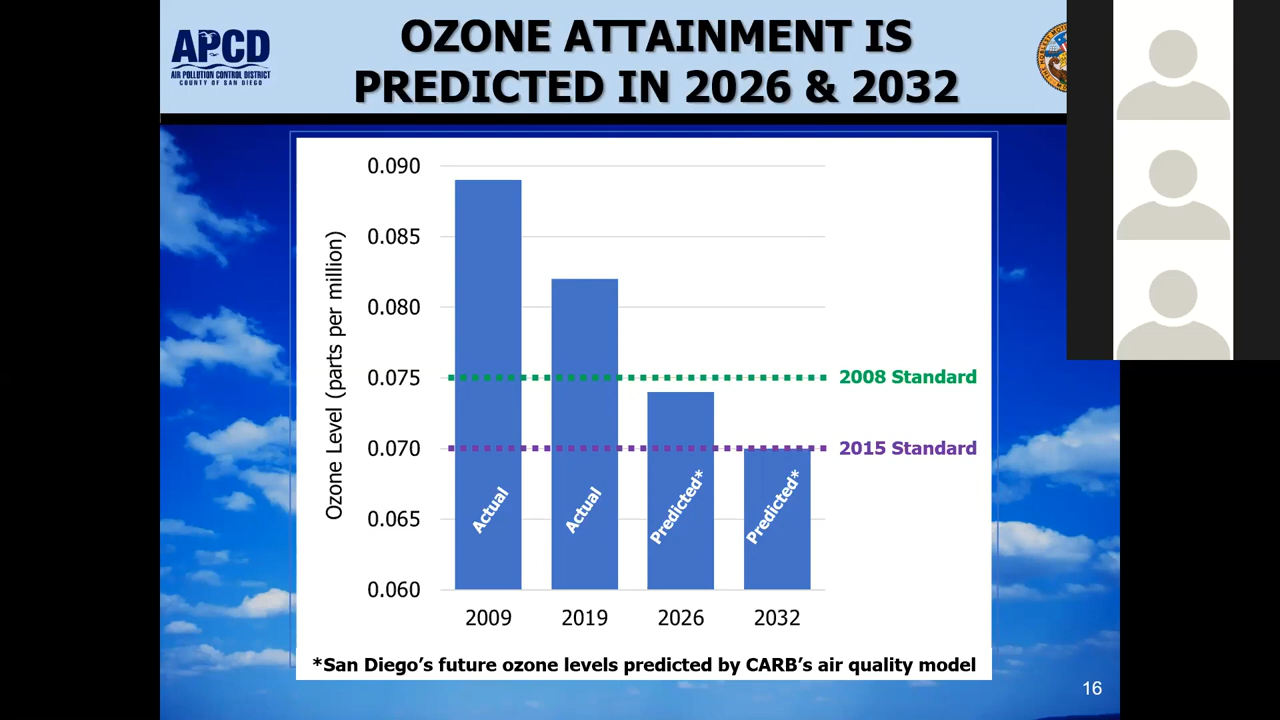 APCD
AIR POLLUTION CONTROL DISTRICT
COUNTY OF SAN DIEGO
OZONE ATTAINMENT IS
PREDICTED IN 2026 & 2032
0.090
0.085
0.080
0.075
0.070
0.065
0.060
Ozone Level (parts per million)
2008 Standard
2015 Standard
Actual
Actual
Predicted*
Predicted*
2009
2019
2026
2032
*San Diego's future ozone levels predicted by CARB's air quality model
16